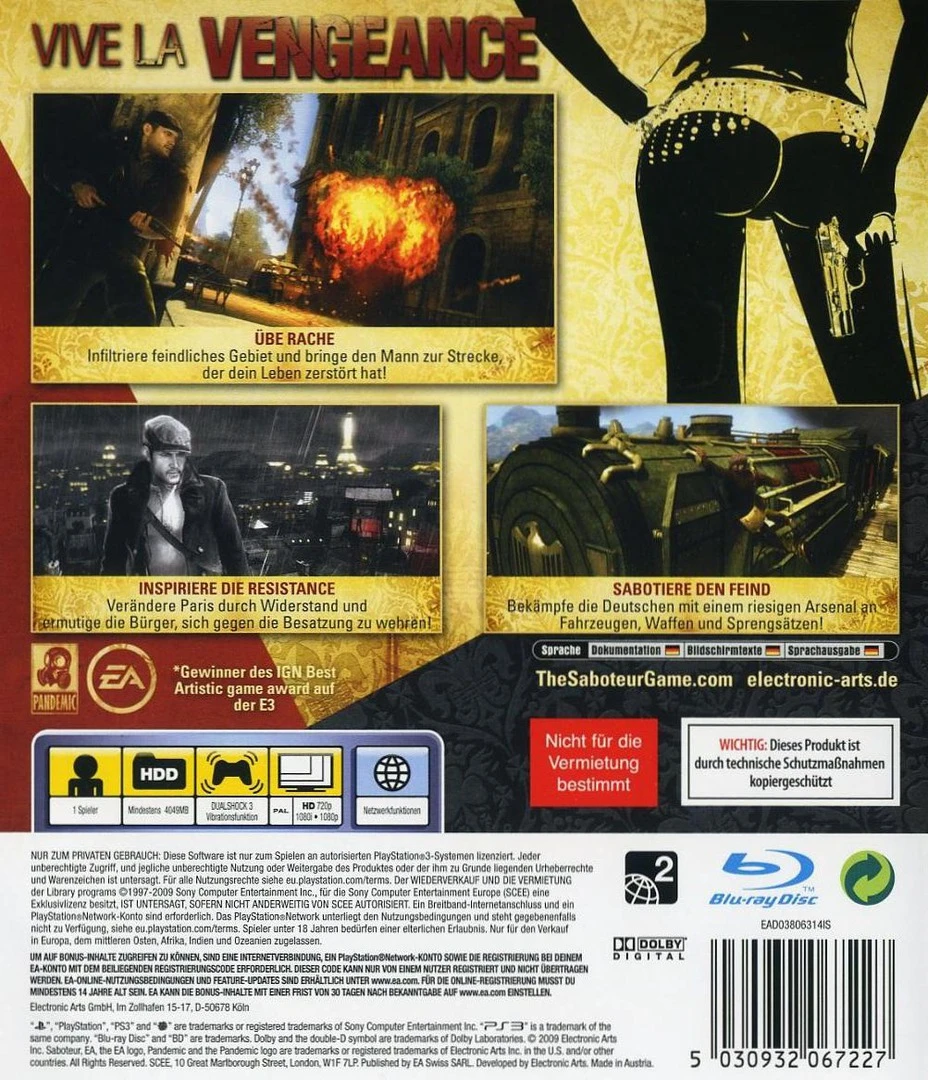 VIVE LA VENGEANCE
ÜBE RACHE
Infiltriere feindliches Gebiet und bringe den Mann zur Strecke,
der dein Leben zerstört hat!
INSPIRIERE DIE RESISTANCE
Verändere Paris durch Widerstand und
ermutige die Bürger, sich gegen die Besatzung zu wehren!
SABOTIERE DEN FEIND
Bekämpfe die Deutschen mit einem riesigen Arsenal an
Fahrzeugen, Waffen und Sprengsätzen!
Sprache Dokumentation Bildschirmtexte Sprachausgabe
PANDEMIC
EA
*Gewinner des IGN Best
Artistic game award auf
der E3
TheSaboteurGame.com electronic-arts.de
Nicht für die
Vermietung
bestimmt
WICHTIG: Dieses Produkt ist
durch technische Schutzmaßnahmen
kopiergeschützt
HDD
1 Spieler
Mindestens 4049MB
DUALSHOCK 3
Vibrationsfunktion
PAL
HD 720p
1080i • 1080p
Netzwerkfunktionen
NUR ZUM PRIVATEN GEBRAUCH: Diese Software ist nur zum Spielen an autorisierten PlayStation®3-Systemen lizenziert. Jeder
unberechtigte Zugriff, und jegliche unberechtigte Nutzung oder Weitergabe des Produktes oder der ihm zu Grunde liegenden Urheberrechte
und Warenzeichen ist untersagt. Für alle Nutzungsrechte siehe eu.playstation.com/terms. Der WIEDERVERKAUF UND DIE VERMIETUNG
der Library programs ©1997-2009 Sony Computer Entertainment Inc., für die Sony Computer Entertainment Europe (SCEE) eine
Exklusivlizenz besitzt, IST UNTERSAGT, SOFERN NICHT ANDERWEITIG VON SCEE AUTORISIERT. Ein Breitband-Internetanschluss und ein
PlayStation®Network-Konto sind erforderlich. Das PlayStation®Network unterliegt den Nutzungsbedingungen und steht gegebenenfalls
nicht zu Verfügung, siehe eu.playstation.com/terms. Spieler unter 18 Jahren bedürfen einer elterlichen Erlaubnis. Nur für den Verkauf
in Europa, dem mittleren Osten, Afrika, Indien und Ozeanien zugelassen.
UM AUF BONUS-INHALTE ZUGREIFEN ZU KÖNNEN, SIND EINE INTERNETVERBINDUNG, EIN PlayStation®Network-KONTO SOWIE DIE REGISTRIERUNG BEI DEINEM
EA-KONTO MIT DEM BEILIEGENDEN REGISTRIERUNGSCODE ERFORDERLICH. DIESER CODE KANN NUR VON EINEM NUTZER REGISTRIERT UND NICHT ÜBERTRAGEN
WERDEN. EA-ONLINE-NUTZUNGSBEDINGUNGEN UND FEATURE-UPDATES SIND ERHÄLTLICH UNTER www.ea.com. FÜR DIE ONLINE-REGISTRIERUNG MUSST DU
MINDESTENS 14 JAHRE ALT SEIN. EA KANN DIE BONUS-INHALTE MIT EINER FRIST VON 30 TAGEN NACH BEKANNTGABE AUF www.ea.com EINSTELLEN.
Electronic Arts GmbH, Im Zollhafen 15-17, D-50678 Köln
"PlayStation", "PS3" and " " are trademarks or registered trademarks of Sony Computer Entertainment Inc. "PS3" is a trademark of the
same company. "Blu-ray Disc" and "BD" are trademarks. Dolby and the double-D symbol are trademarks of Dolby Laboratories. © 2009 Electronic Arts
Inc. Saboteur, EA, the EA logo, Pandemic and the Pandemic logo are trademarks or registered trademarks of Electronic Arts Inc. in the U.S. and/or other
countries. All Rights Reserved. SCEE, 10 Great Marlborough Street, London, W1F 7LP. Published by EA Swiss SARL. Developed by Electronic Arts Inc. Made in Austria.
2
Blu-ray Disc™
DOLBY
DIGITAL
EAD03806314IS
5 030932 067227